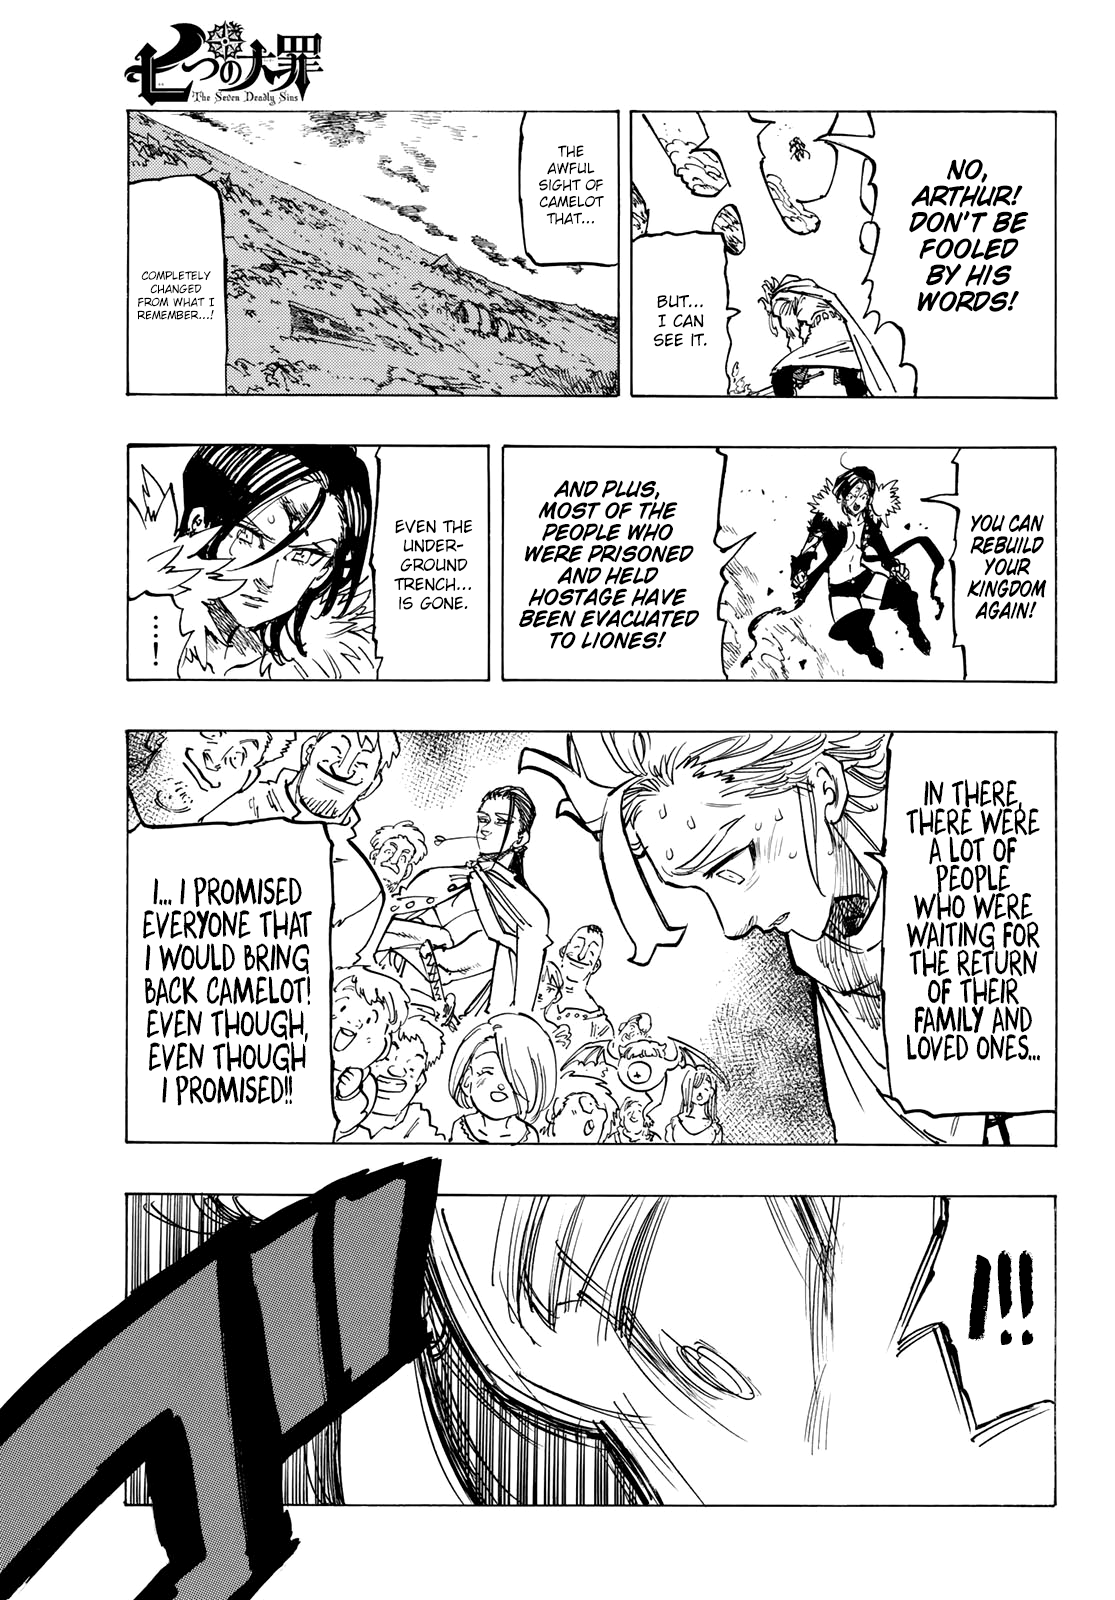 七つの大罪
The Seven Deadly Sins
NO,
ARTHUR!
DON'T BE
FOOLED
BY HIS
WORDS!
BUT...
I CAN
SEE IT.
THE
AWFUL
SIGHT OF
CAMELOT
THAT...
COMPLETELY
CHANGED
FROM WHAT I
REMEMBER...!
YOU CAN
REBUILD
YOUR
KINGDOM
AGAIN!
AND PLUS,
MOST OF THE
PEOPLE WHO
WERE PRISONED
AND HELD
HOSTAGE HAVE
BEEN EVACUATED
TO LIONES!
EVEN THE
UNDER-
GROUND
TRENCH...
IS GONE.
...!
IN THERE,
THERE WERE
A LOT OF
PEOPLE
WHO WERE
WAITING FOR
THE RETURN
OF THEIR
FAMILY AND
LOVED ONES...
I... I PROMISED
EVERYONE THAT
I WOULD BRING
BACK CAMELOT!
EVEN THOUGH,
EVEN THOUGH
I PROMISED!!
!!!